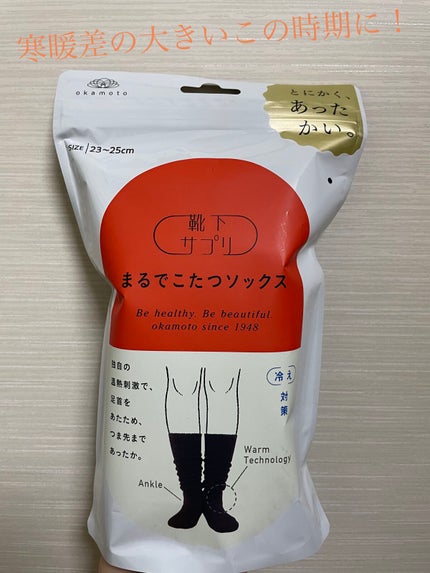 寒暖差の大きいこの時期に！
okamoto
とにかく、
あった
かい。
SIZE / 23~25cm
靴下
サプリ
まるでこたつソックス
Be healthy. Be beautiful.
okamoto since 1948
独自の
温熱刺激で、
足首を
あたため、
つま先まで
あったか。
冷え
対策
Warm
Technology
Ankle